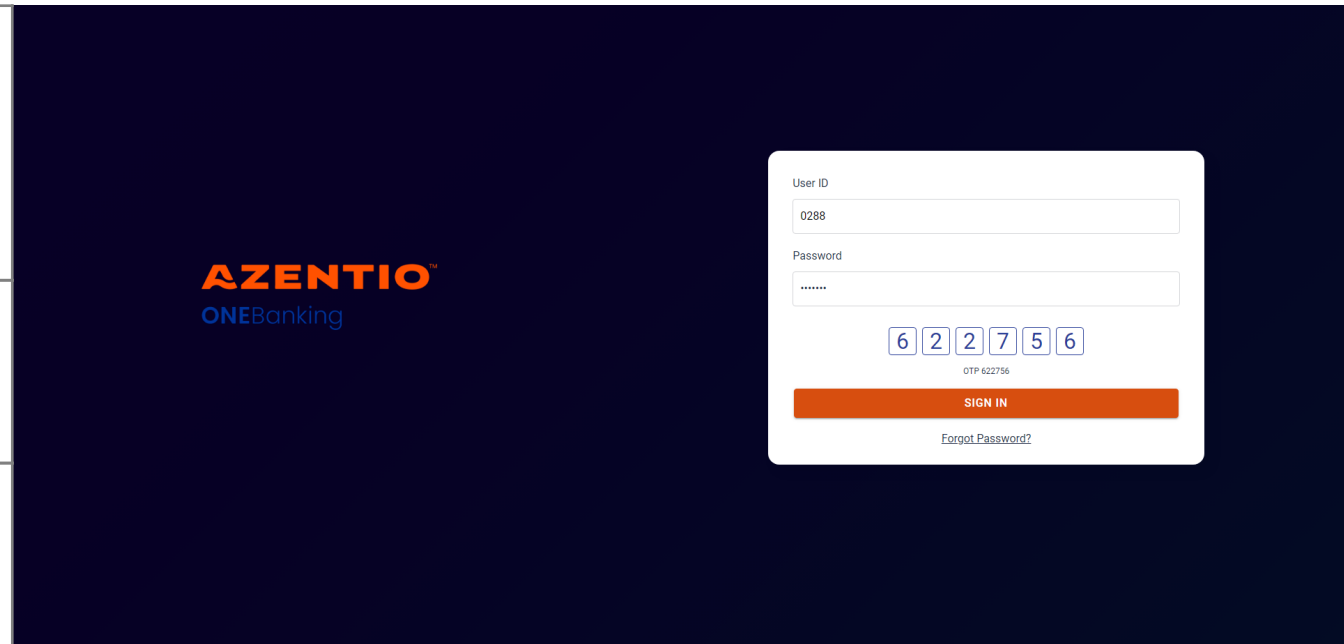 AZENTIO™
ONEBanking
User ID
0288
Password
•••••••
6 2 2 7 5 6
OTP 622756
SIGN IN
Forgot Password?